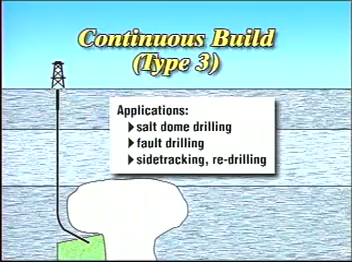 Continuous Build
(Type 3)
Applications:
salt dome drilling
fault drilling
sidetracking, re-drilling